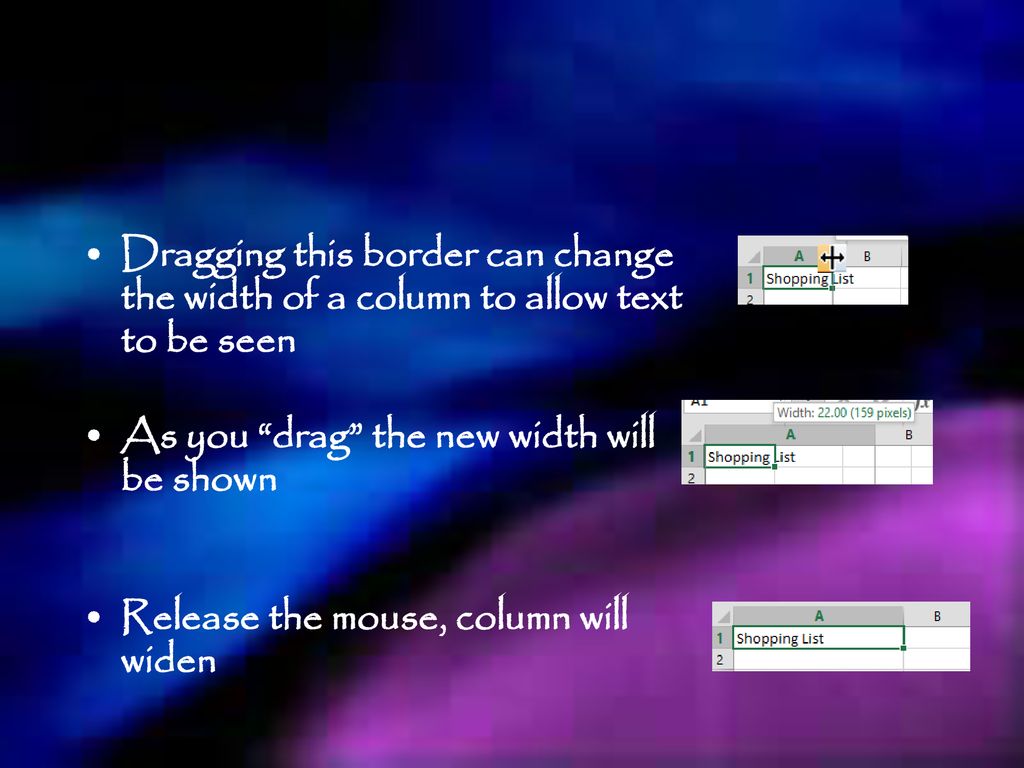 • Dragging this border can change
the width of a column to allow text
to be seen
A B
1 Shopping List
2
• As you “drag” the new width will
be shown
A1
Width: 22.00 (159 pixels)
A B
1 Shopping List
2
• Release the mouse, column will
widen
A B
1 Shopping List
2